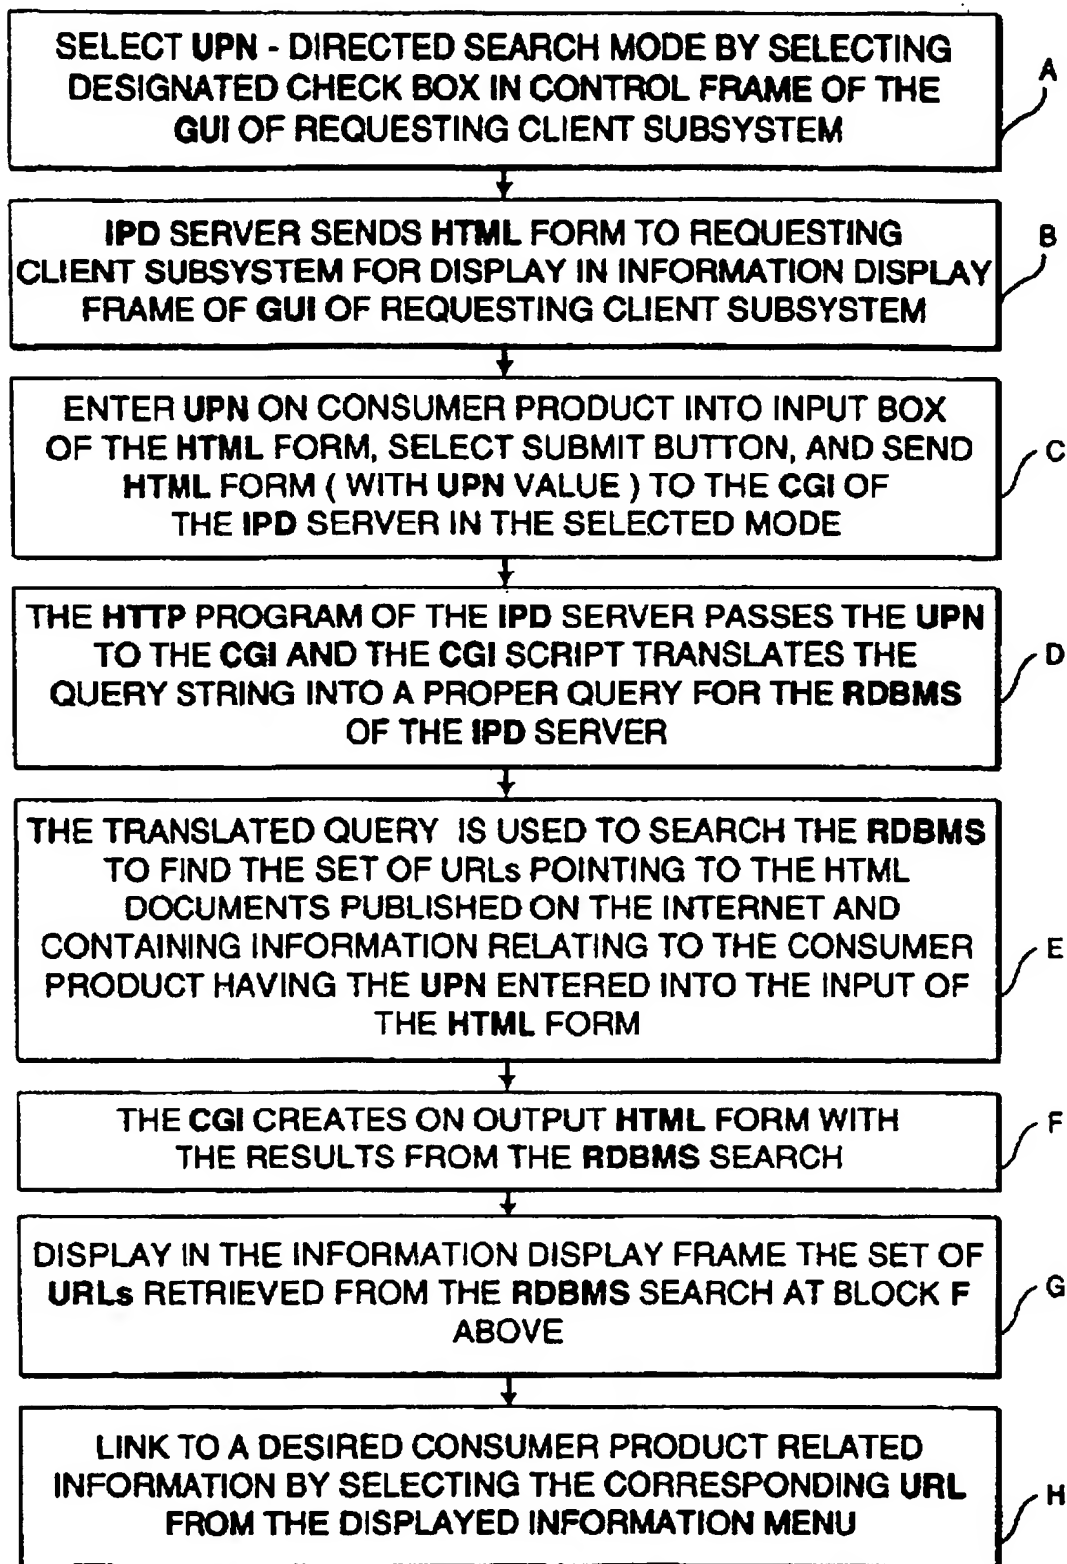 SELECT UPN - DIRECTED SEARCH MODE BY SELECTING
DESIGNATED CHECK BOX IN CONTROL FRAME OF THE
GUI OF REQUESTING CLIENT SUBSYSTEM
A
IPD SERVER SENDS HTML FORM TO REQUESTING
CLIENT SUBSYSTEM FOR DISPLAY IN INFORMATION DISPLAY
FRAME OF GUI OF REQUESTING CLIENT SUBSYSTEM
B
ENTER UPN ON CONSUMER PRODUCT INTO INPUT BOX
OF THE HTML FORM, SELECT SUBMIT BUTTON, AND SEND
HTML FORM ( WITH UPN VALUE ) TO THE CGI OF
THE IPD SERVER IN THE SELECTED MODE
C
THE HTTP PROGRAM OF THE IPD SERVER PASSES THE UPN
TO THE CGI AND THE CGI SCRIPT TRANSLATES THE
QUERY STRING INTO A PROPER QUERY FOR THE RDBMS
OF THE IPD SERVER
D
THE TRANSLATED QUERY IS USED TO SEARCH THE RDBMS
TO FIND THE SET OF URLs POINTING TO THE HTML
DOCUMENTS PUBLISHED ON THE INTERNET AND
CONTAINING INFORMATION RELATING TO THE CONSUMER
PRODUCT HAVING THE UPN ENTERED INTO THE INPUT OF
THE HTML FORM
E
THE CGI CREATES ON OUTPUT HTML FORM WITH
THE RESULTS FROM THE RDBMS SEARCH
F
DISPLAY IN THE INFORMATION DISPLAY FRAME THE SET OF
URLs RETRIEVED FROM THE RDBMS SEARCH AT BLOCK F
ABOVE
G
LINK TO A DESIRED CONSUMER PRODUCT RELATED
INFORMATION BY SELECTING THE CORRESPONDING URL
FROM THE DISPLAYED INFORMATION MENU
H